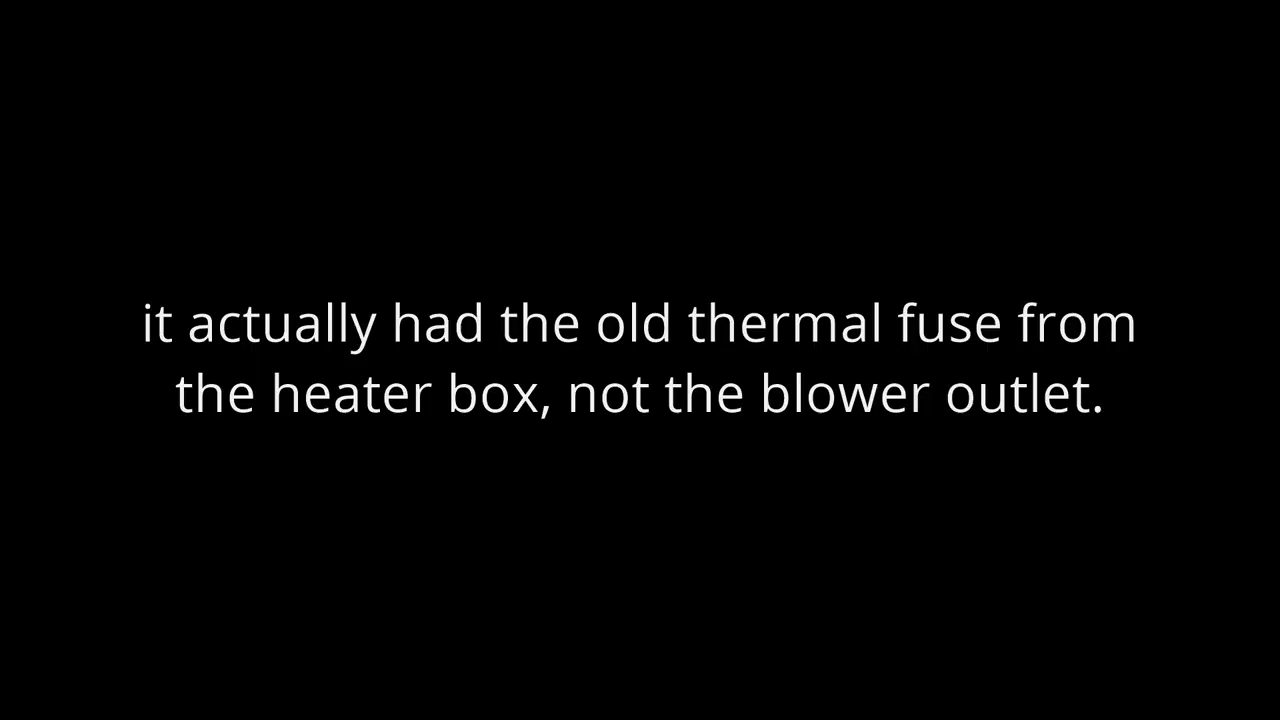 it actually had the old thermal fuse from
the heater box, not the blower outlet.